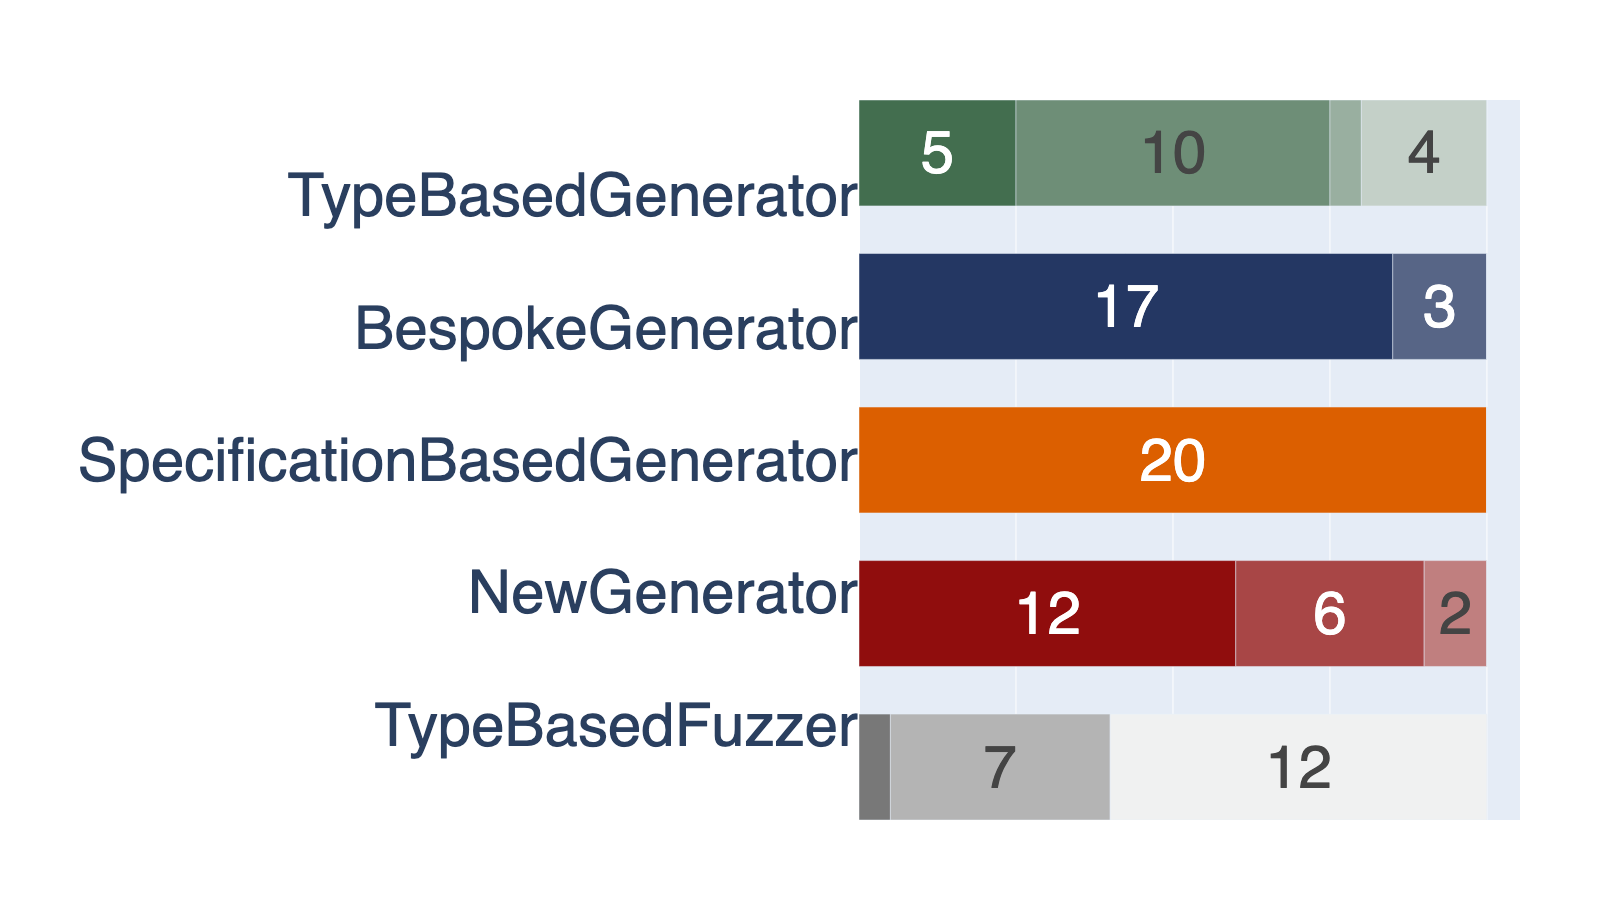 5 10 4
TypeBasedGenerator
17 3
BespokeGenerator
20
SpecificationBasedGenerator
12 6 2
NewGenerator
7 12
TypeBasedFuzzer